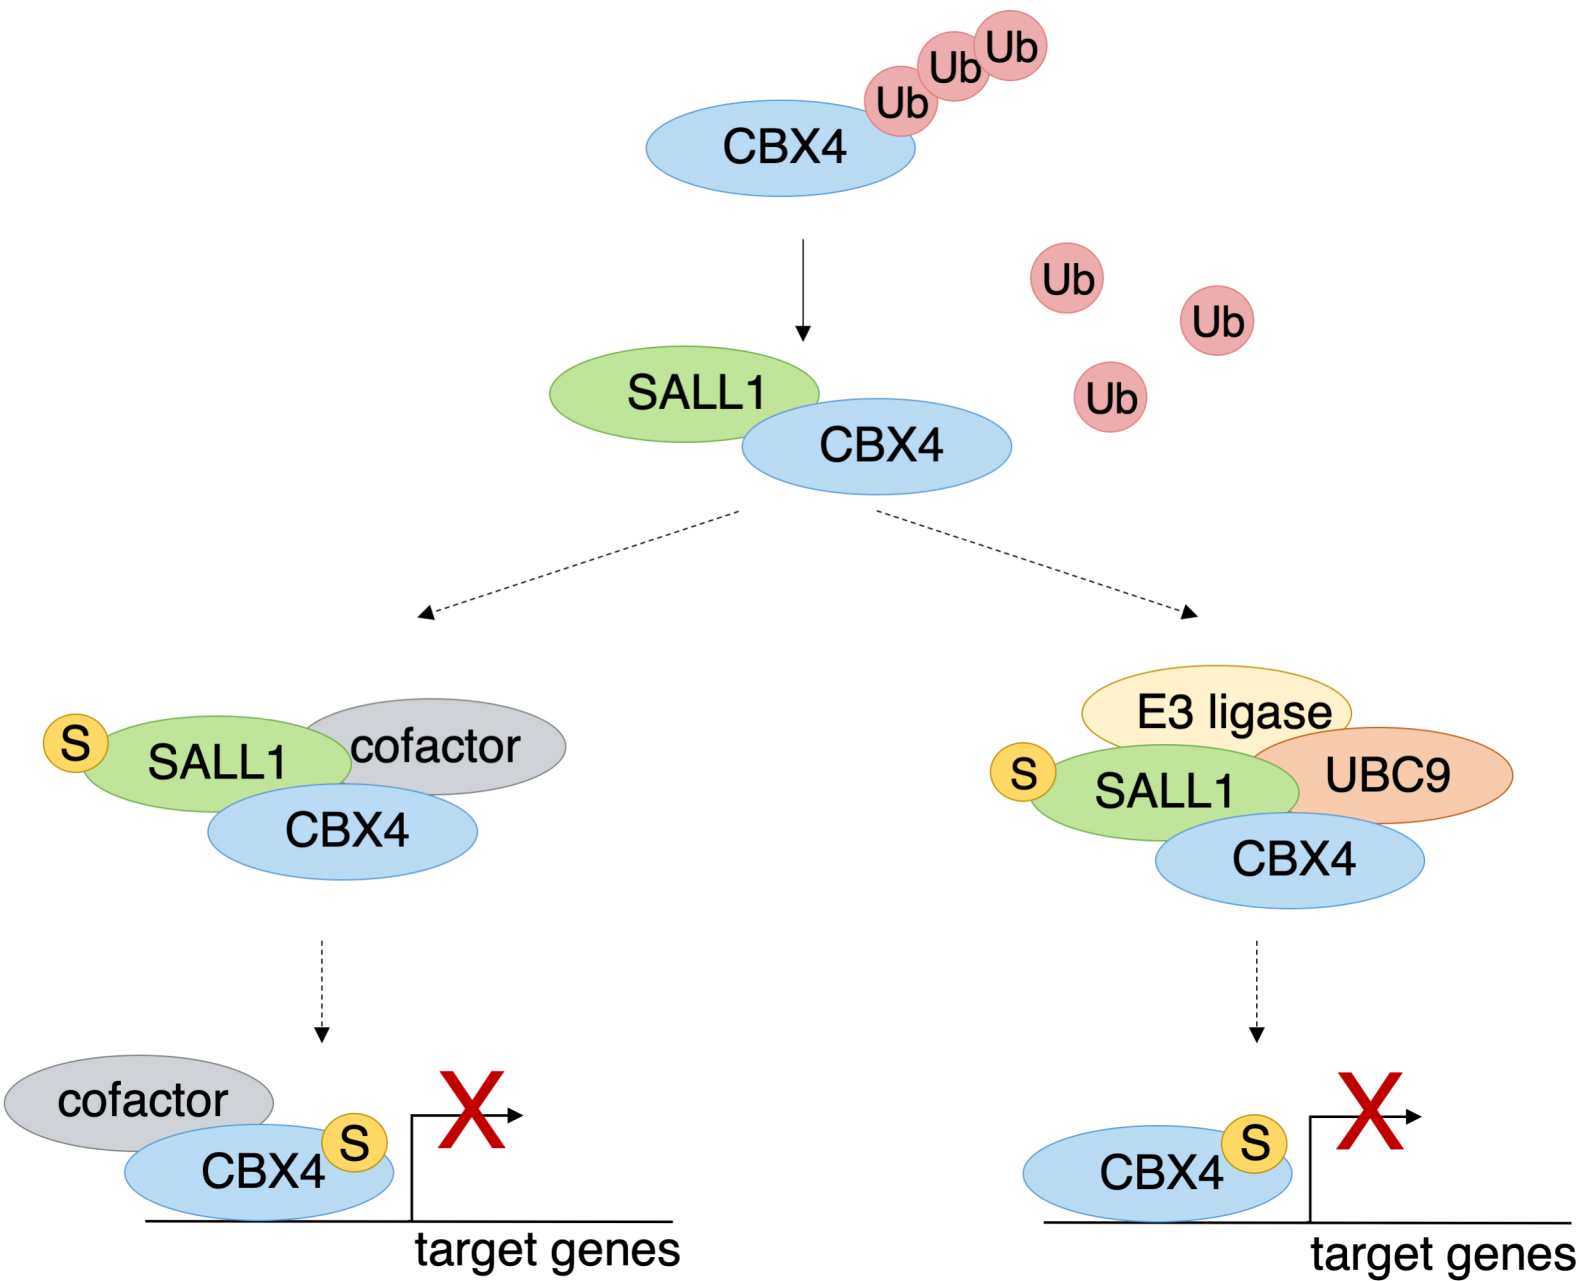 Ub
Ub
Ub
CBX4
Ub
Ub
Ub
SALL1
CBX4
S
SALL1
cofactor
CBX4
E3 ligase
S
SALL1
UBC9
CBX4
cofactor
CBX4
S
X
target genes
CBX4
S
X
target genes